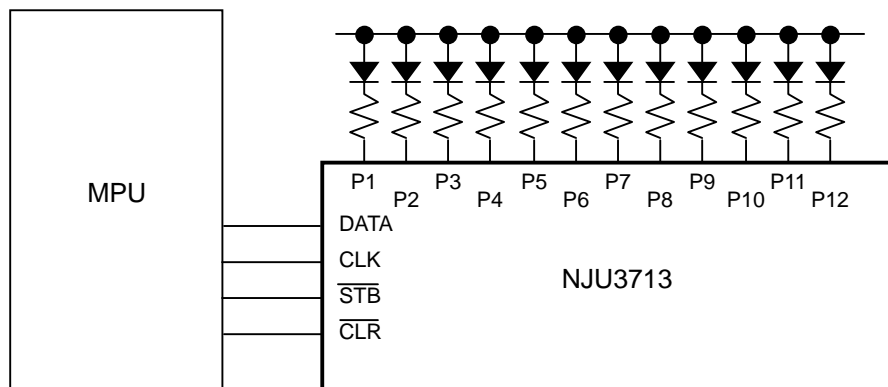 P1 P3 P5 P7 P9 P11
P2 P4 P6 P8 P10 P12
MPU
DATA
CLK
NJU3713
STB
CLR